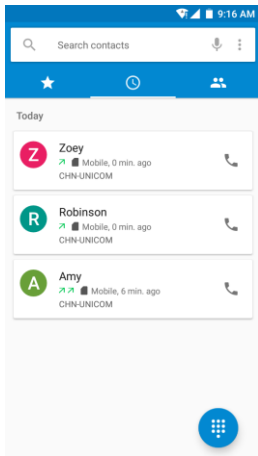 9:16 AM
Search contacts
Today
Z
Zoey
Mobile, 0 min. ago
CHN-UNICOM
R
Robinson
Mobile, 0 min. ago
CHN-UNICOM
A
Amy
Mobile, 6 min. ago
CHN-UNICOM